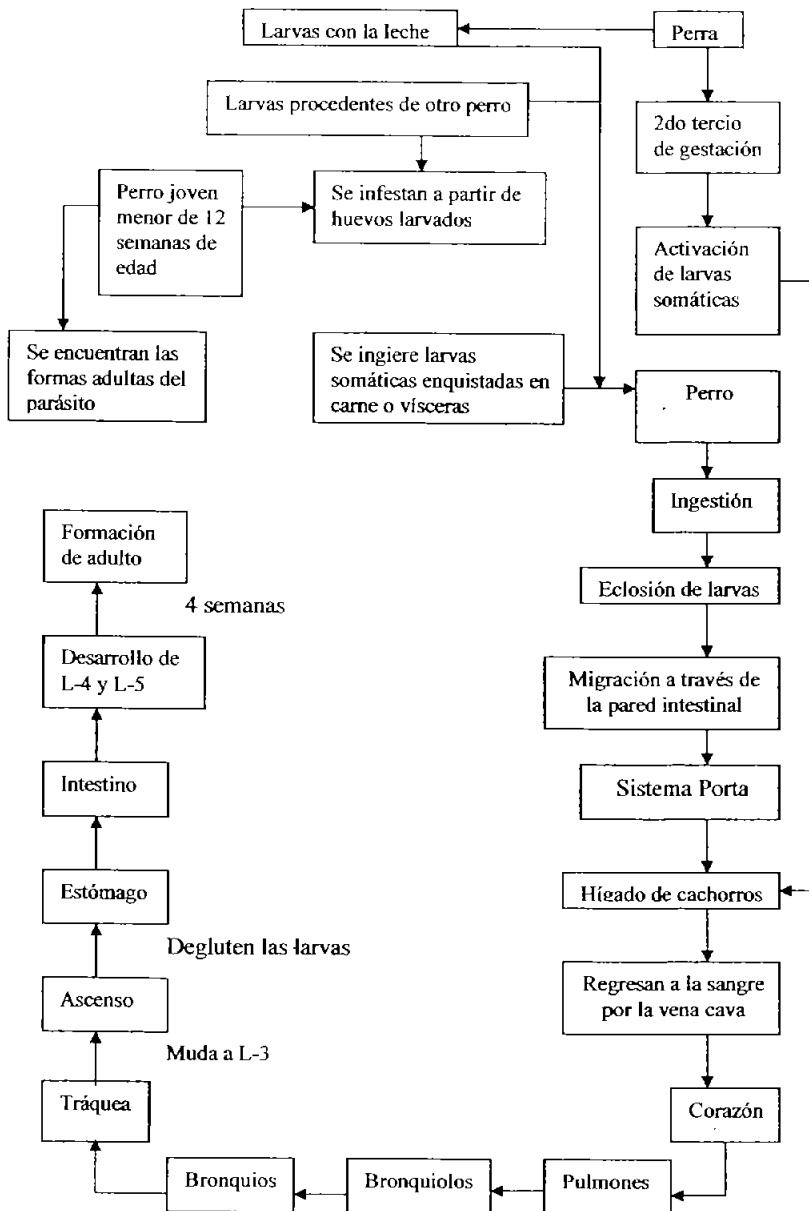 Larvas con la leche
Perra
Larvas procedentes de otro perro
2do tercio
de gestación
Perro joven
menor de 12
semanas de
edad
Se infestan a partir de
huevos larvados
Activación
de larvas
somáticas
Se encuentran las
formas adultas del
parásito
Se ingiere larvas
somáticas enquistadas en
carne o vísceras
Perro
Ingestión
Eclosión de larvas
Migración a través de
la pared intestinal
Sistema Porta
Hígado de cachorros
Regresan a la sangre
por la vena cava
Corazón
Pulmones
Bronquiolos
Bronquios
Tráquea
Muda a L-3
Ascenso
Degluten las larvas
Estómago
Intestino
Desarrollo de
L-4 y L-5
4 semanas
Formación
de adulto